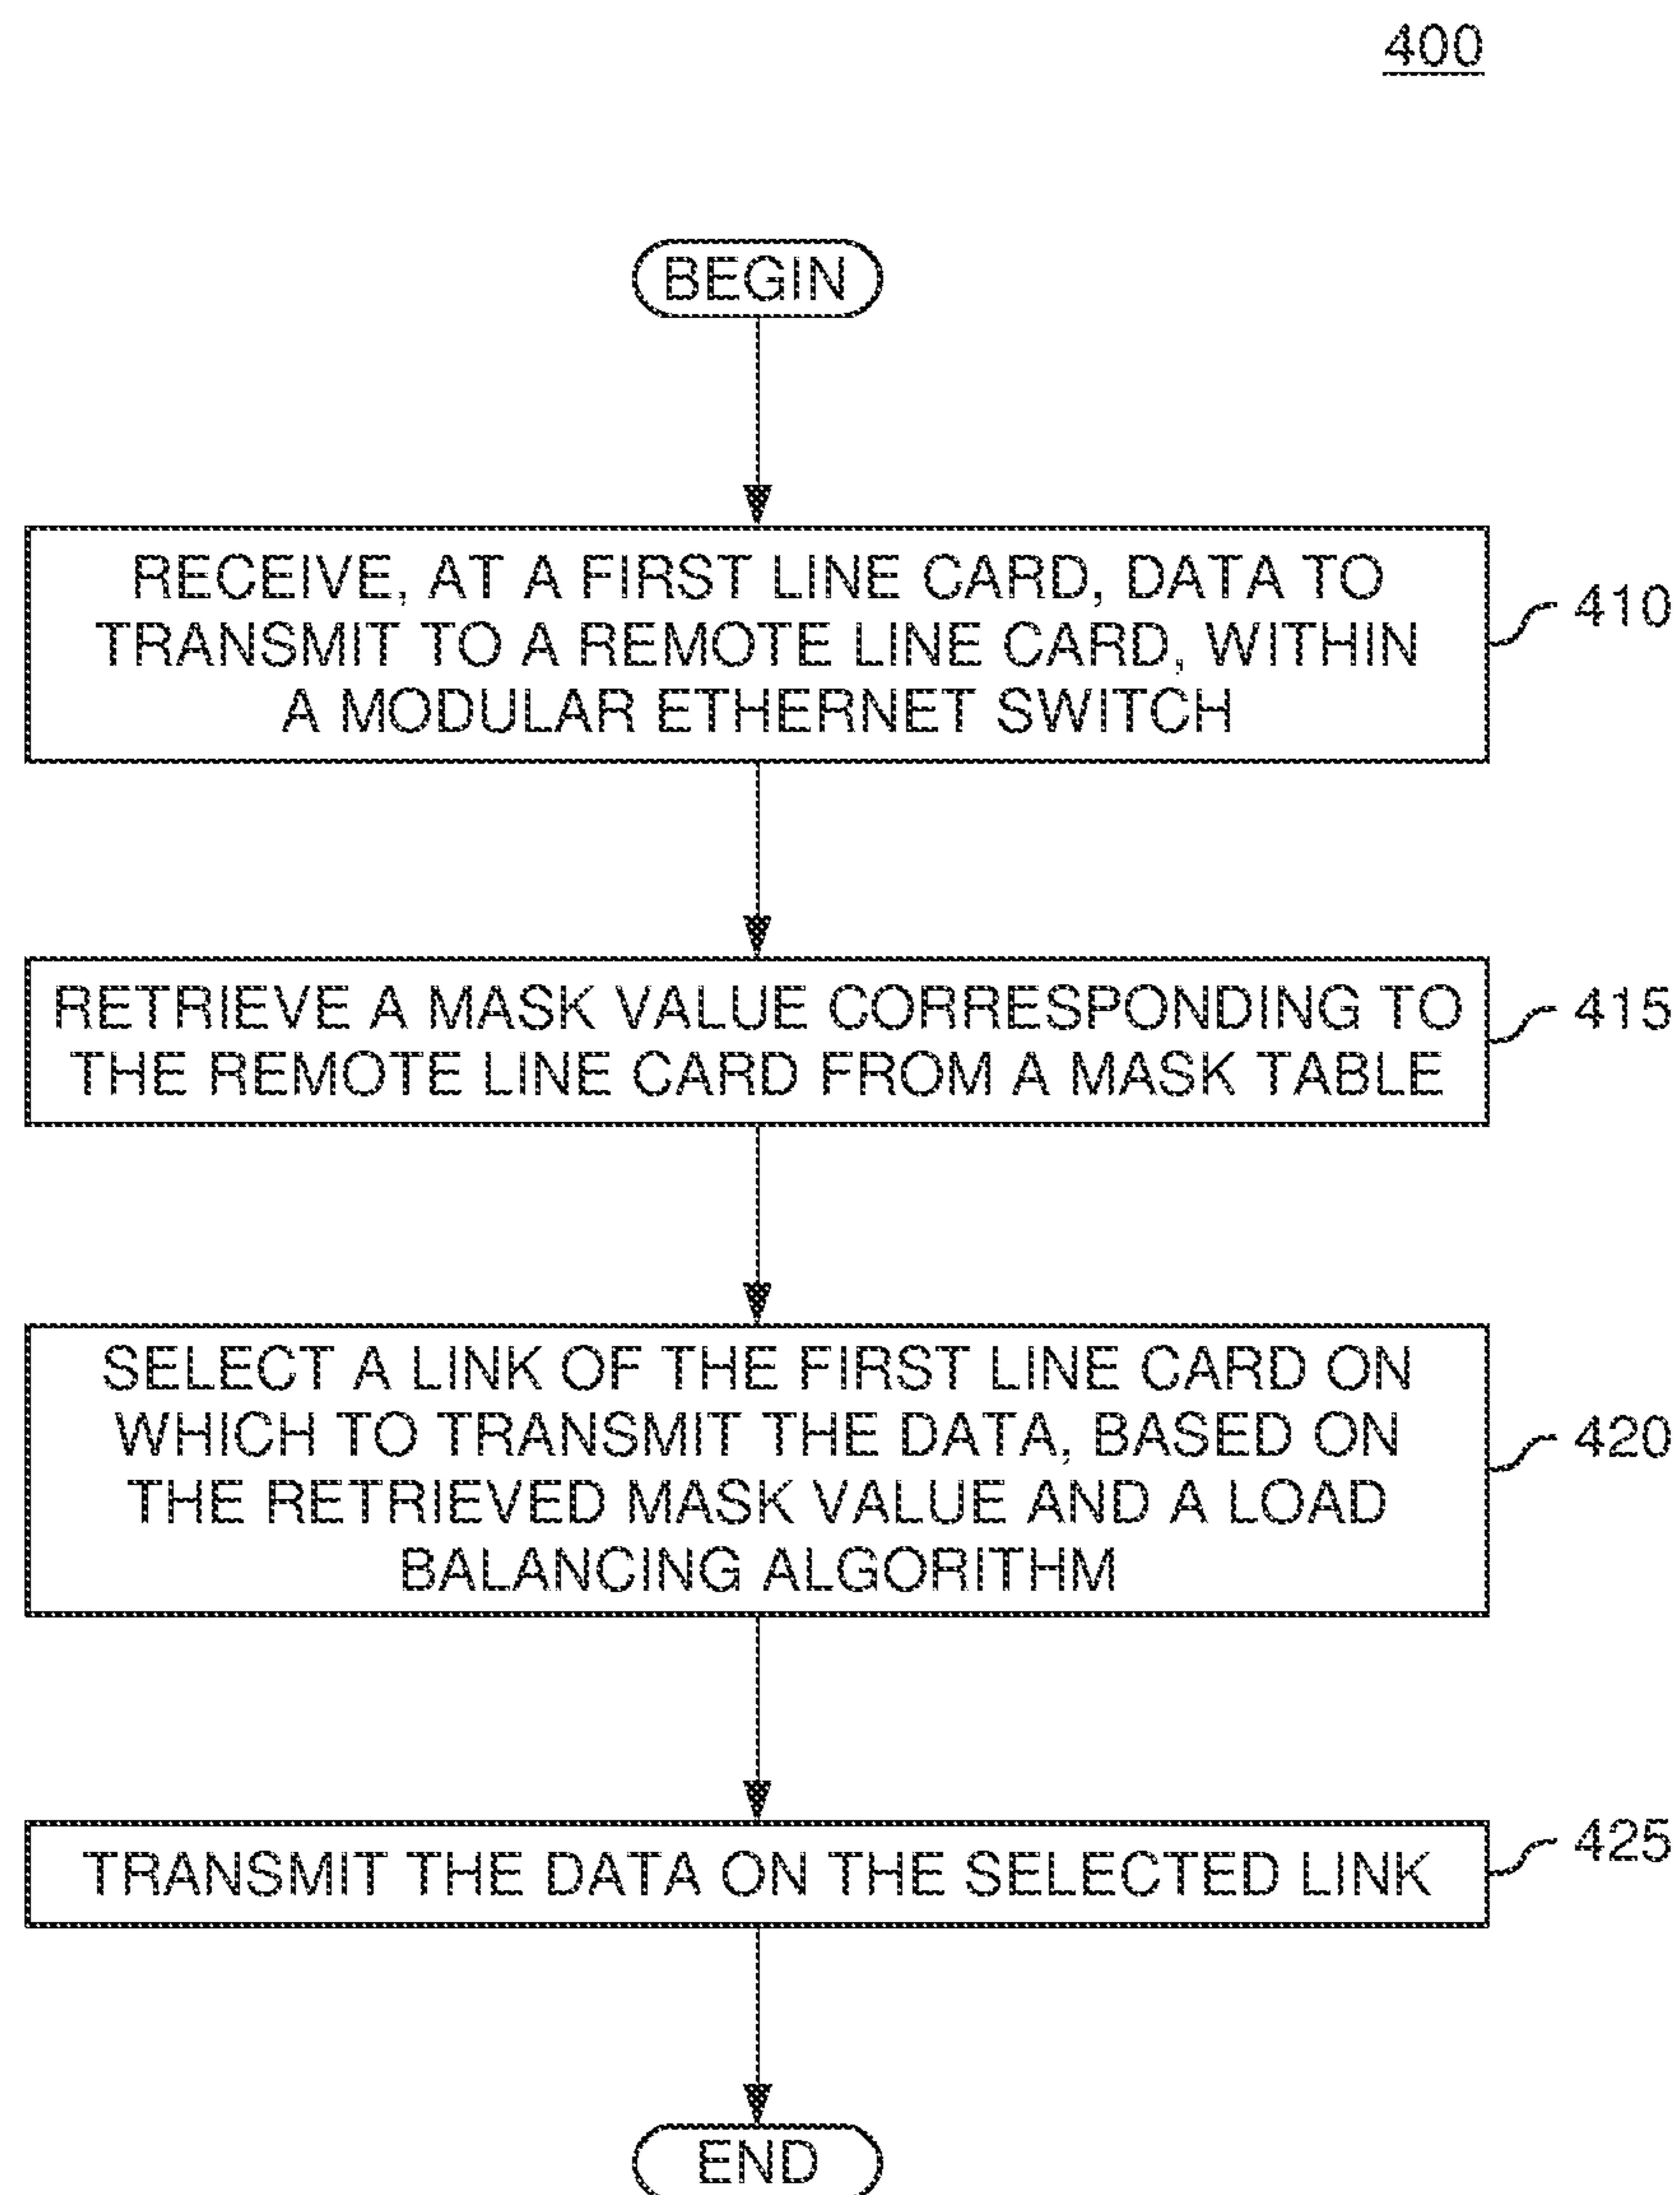 400
BEGIN
RECEIVE, AT A FIRST LINE CARD, DATA TO
TRANSMIT TO A REMOTE LINE CARD, WITHIN
A MODULAR ETHERNET SWITCH
410
RETRIEVE A MASK VALUE CORRESPONDING TO
THE REMOTE LINE CARD FROM A MASK TABLE
415
SELECT A LINK OF THE FIRST LINE CARD ON
WHICH TO TRANSMIT THE DATA, BASED ON
THE RETRIEVED MASK VALUE AND A LOAD
BALANCING ALGORITHM
420
TRANSMIT THE DATA ON THE SELECTED LINK
425
END